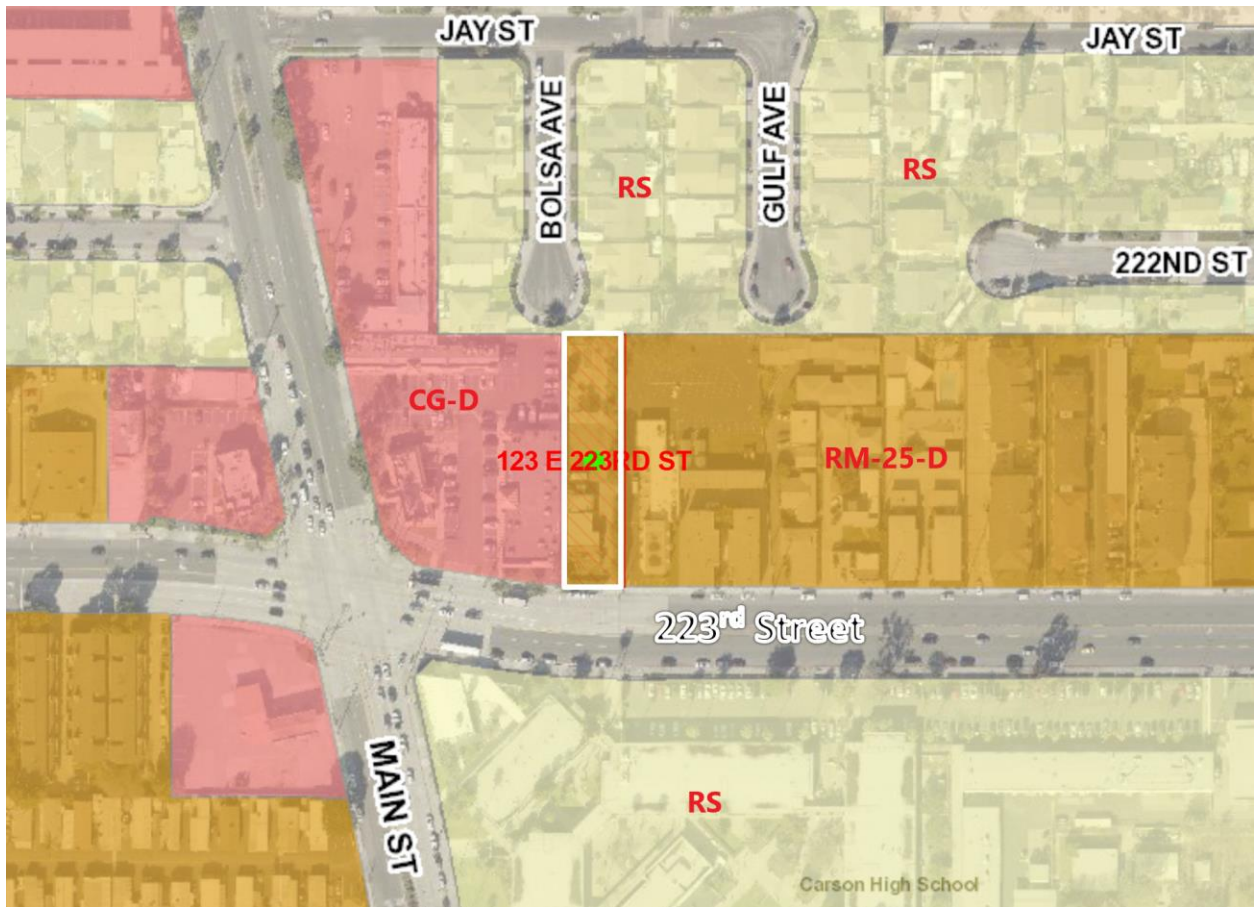 JAY ST
JAY ST
BOLSA AVE
GULF AVE
RS
RS
222ND ST
CG-D
123 E 223RD ST
RM-25-D
223rd Street
MAIN ST
RS
Carson High School